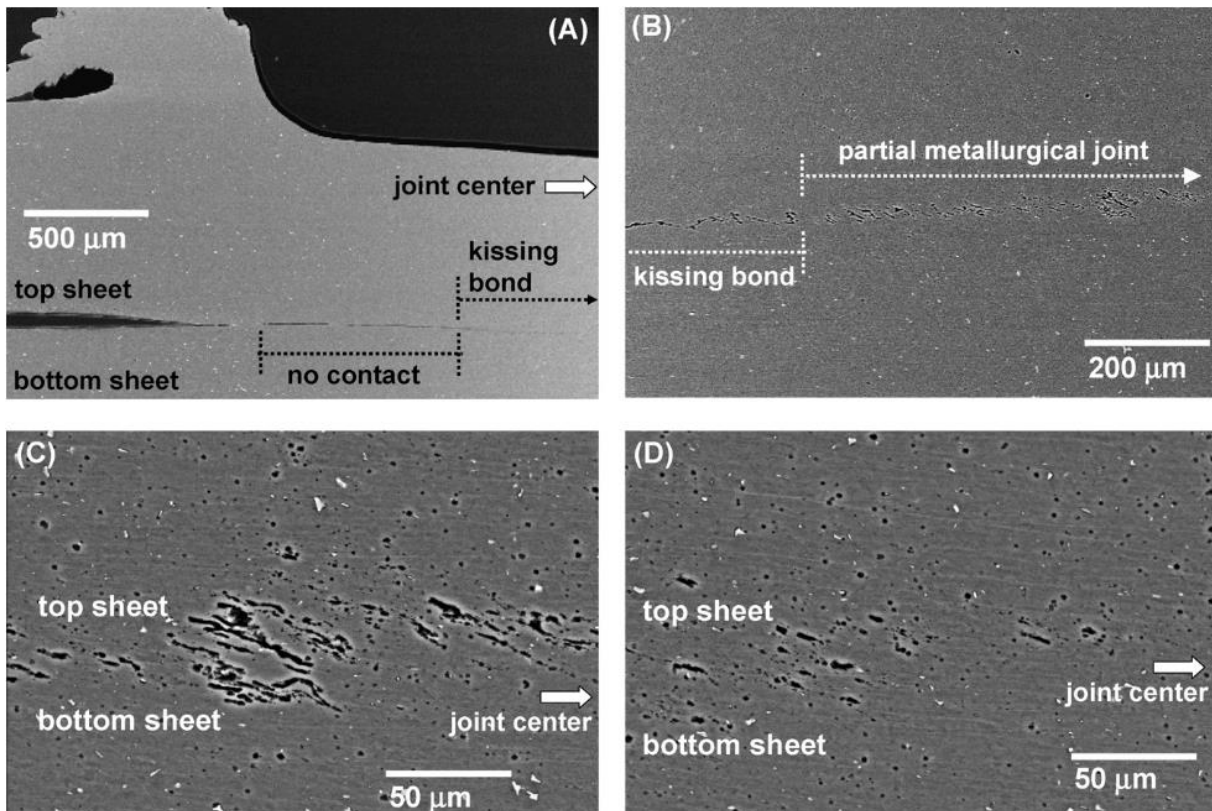 (A)
joint center
500 μm
kissing
bond
top sheet
no contact
bottom sheet
(B)
partial metallurgical joint
kissing bond
200 μm
(C)
top sheet
bottom sheet
joint center
50 μm
(D)
top sheet
joint center
bottom sheet
50 μm